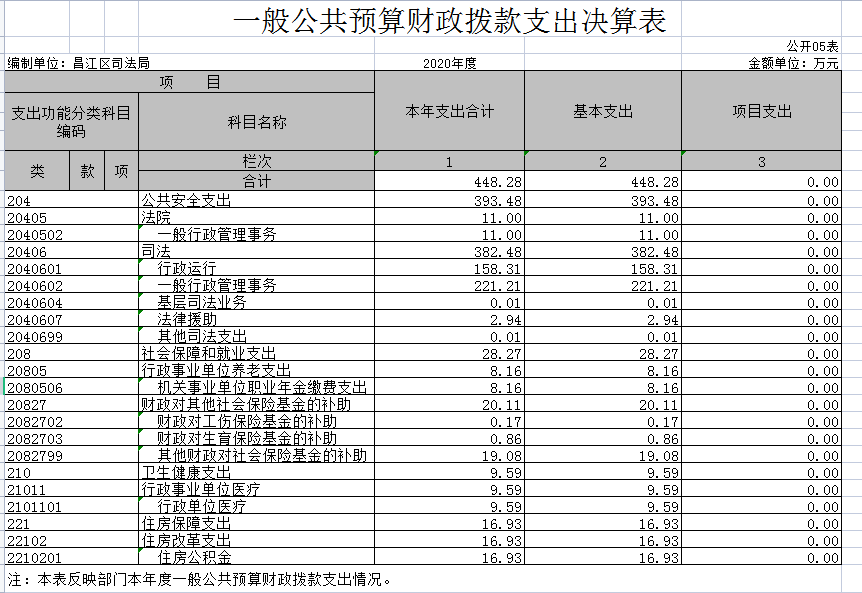 一般公共预算财政拨款支出决算表
公开05表
编制单位：昌江区司法局 2020年度 金额单位：万元
项 目 本年支出合计 基本支出 项目支出
支出功能分类科目编码 科目名称
类 款 项 栏次 1 2 3
合计 448.28 448.28 0.00
204 公共安全支出 393.48 393.48 0.00
20405 法院 11.00 11.00 0.00
2040502 一般行政管理事务 11.00 11.00 0.00
20406 司法 382.48 382.48 0.00
2040601 行政运行 158.31 158.31 0.00
2040602 一般行政管理事务 221.21 221.21 0.00
2040604 基层司法业务 0.01 0.01 0.00
2040607 法律援助 2.94 2.94 0.00
2040699 其他司法支出 0.01 0.01 0.00
208 社会保障和就业支出 28.27 28.27 0.00
20805 行政事业单位养老支出 8.16 8.16 0.00
2080506 机关事业单位职业年金缴费支出 8.16 8.16 0.00
20827 财政对其他社会保险基金的补助 20.11 20.11 0.00
2082702 财政对工伤保险基金的补助 0.17 0.17 0.00
2082703 财政对生育保险基金的补助 0.86 0.86 0.00
2082799 其他财政对社会保险基金的补助 19.08 19.08 0.00
210 卫生健康支出 9.59 9.59 0.00
21011 行政事业单位医疗 9.59 9.59 0.00
2101101 行政单位医疗 9.59 9.59 0.00
221 住房保障支出 16.93 16.93 0.00
22102 住房改革支出 16.93 16.93 0.00
2210201 住房公积金 16.93 16.93 0.00
注：本表反映部门本年度一般公共预算财政拨款支出情况。